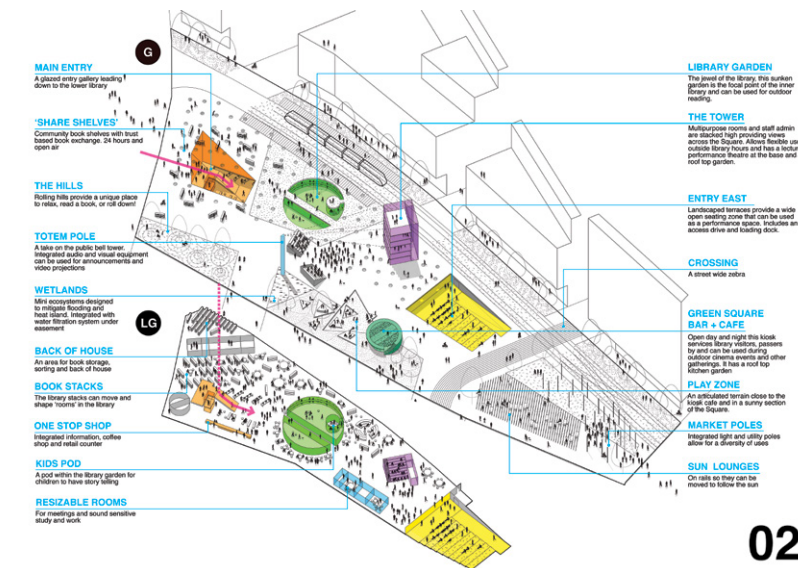 G
MAIN ENTRY
A glazed entry gallery leading
down to the lower library
'SHARE SHELVES'
Community book shelves with trust
based book exchange. 24 hours and
open air
THE HILLS
Rolling hills provide a unique place
to relax, read a book, or roll down!
TOTEM POLE
A take on the public bell tower.
Integrated audio and visual equipment
can be used for announcements and
video projections
WETLANDS
Mini ecosystems designed
to mitigate flooding and
heat island. Integrated with
water filtration system under
easement
LG
BACK OF HOUSE
An area for book storage,
sorting and back of house
BOOK STACKS
The library stacks can move and
shape 'rooms' in the library
ONE STOP SHOP
Integrated information, coffee
shop and retail counter
KIDS POD
A pod within the library garden for
children to have story telling
RESIZABLE ROOMS
For meetings and sound sensitive
study and work
LIBRARY GARDEN
The jewel of the library, this sunken
garden is the focal point of the inner
library and can be used for outdoor
reading.
THE TOWER
Multipurpose rooms and staff admin
are stacked high providing views
across the Square. Allows flexible use
outside library hours and has a lecture
performance theatre at the base and
roof top garden.
ENTRY EAST
Landscaped terraces provide a wide
open seating zone that can be used
as a performance space. Includes an
access drive and loading dock.
CROSSING
A street wide zebra
GREEN SQUARE
BAR + CAFE
Open day and night this kiosk
services library visitors, passers
by and can be used during
outdoor cinema events and other
gatherings. It has a roof top
kitchen garden
PLAY ZONE
An articulated terrain close to the
kiosk cafe and in a sunny section
of the Square.
MARKET POLES
Integrated light and utility poles
allow for a diversity of uses
SUN LOUNGES
On rails so they can be
moved to follow the sun
02